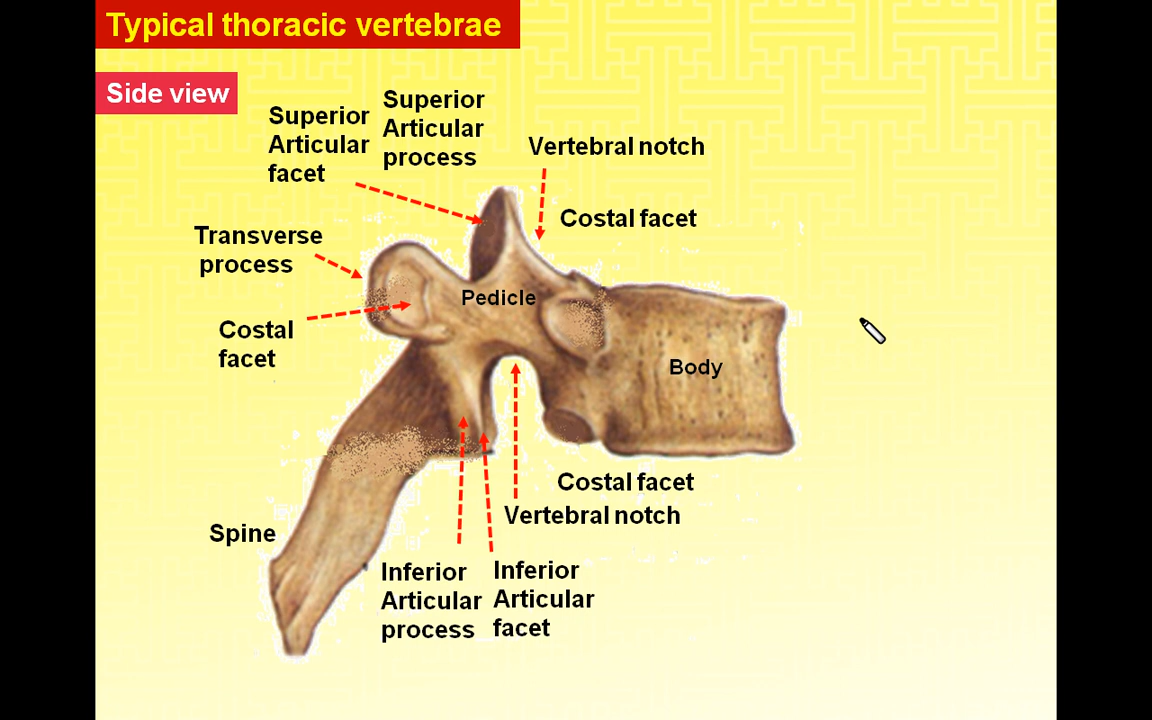 Typical thoracic vertebrae
Side view
Superior
Articular
facet
Superior
Articular
process
Vertebral notch
Costal facet
Transverse
process
Pedicle
Costal
facet
Body
Costal facet
Vertebral notch
Spine
Inferior
Articular
process
Inferior
Articular
facet